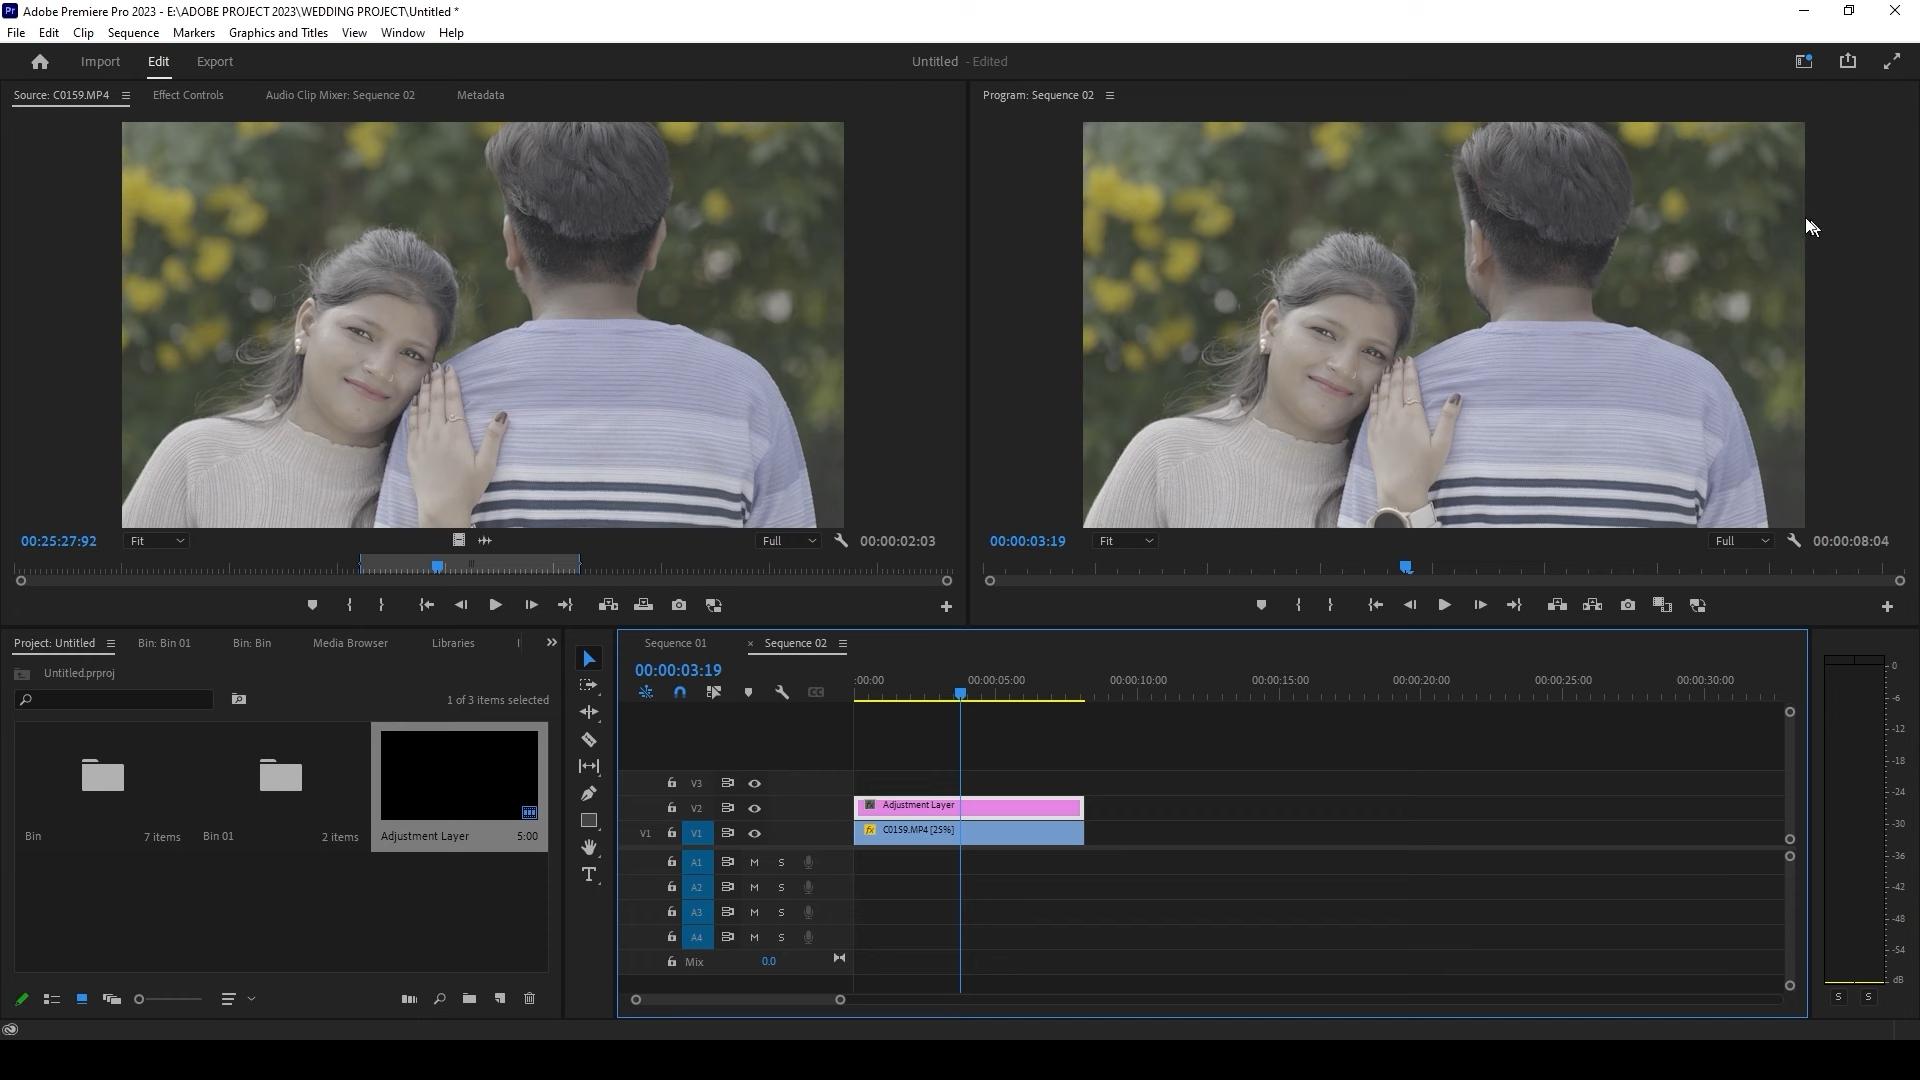 Pr Adobe Premiere Pro 2023 - E:\ADOBE PROJECT 2023\WEDDING PROJECT\Untitled *
File Edit Clip Sequence Markers Graphics and Titles View Window Help
Import Edit Export Untitled - Edited
Source: C0159.MP4 Effect Controls Audio Clip Mixer: Sequence 02 Metadata
Program: Sequence 02
00:25:27:92 Fit Full 00:00:02:03
00:00:03:19 Fit Full 00:00:08:04
Project: Untitled Bin: Bin 01 Bin: Bin Media Browser Libraries
Untitled.prproj
1 of 3 items selected
Bin 7 items
Bin 01 2 items
Adjustment Layer 5:00
Sequence 01 × Sequence 02
00:00:03:19
:00:00 00:00:05:00 00:00:10:00 00:00:15:00 00:00:20:00 00:00:25:00 00:00:30:00
V3
V2 fx Adjustment Layer
V1 V1 fx C0159.MP4 [25%]
A1 M S
A2 M S
A3 M S
A4 M S
Mix 0.0
0
-6
-12
-18
-24
-30
-36
-42
-48
-54
dB
S S